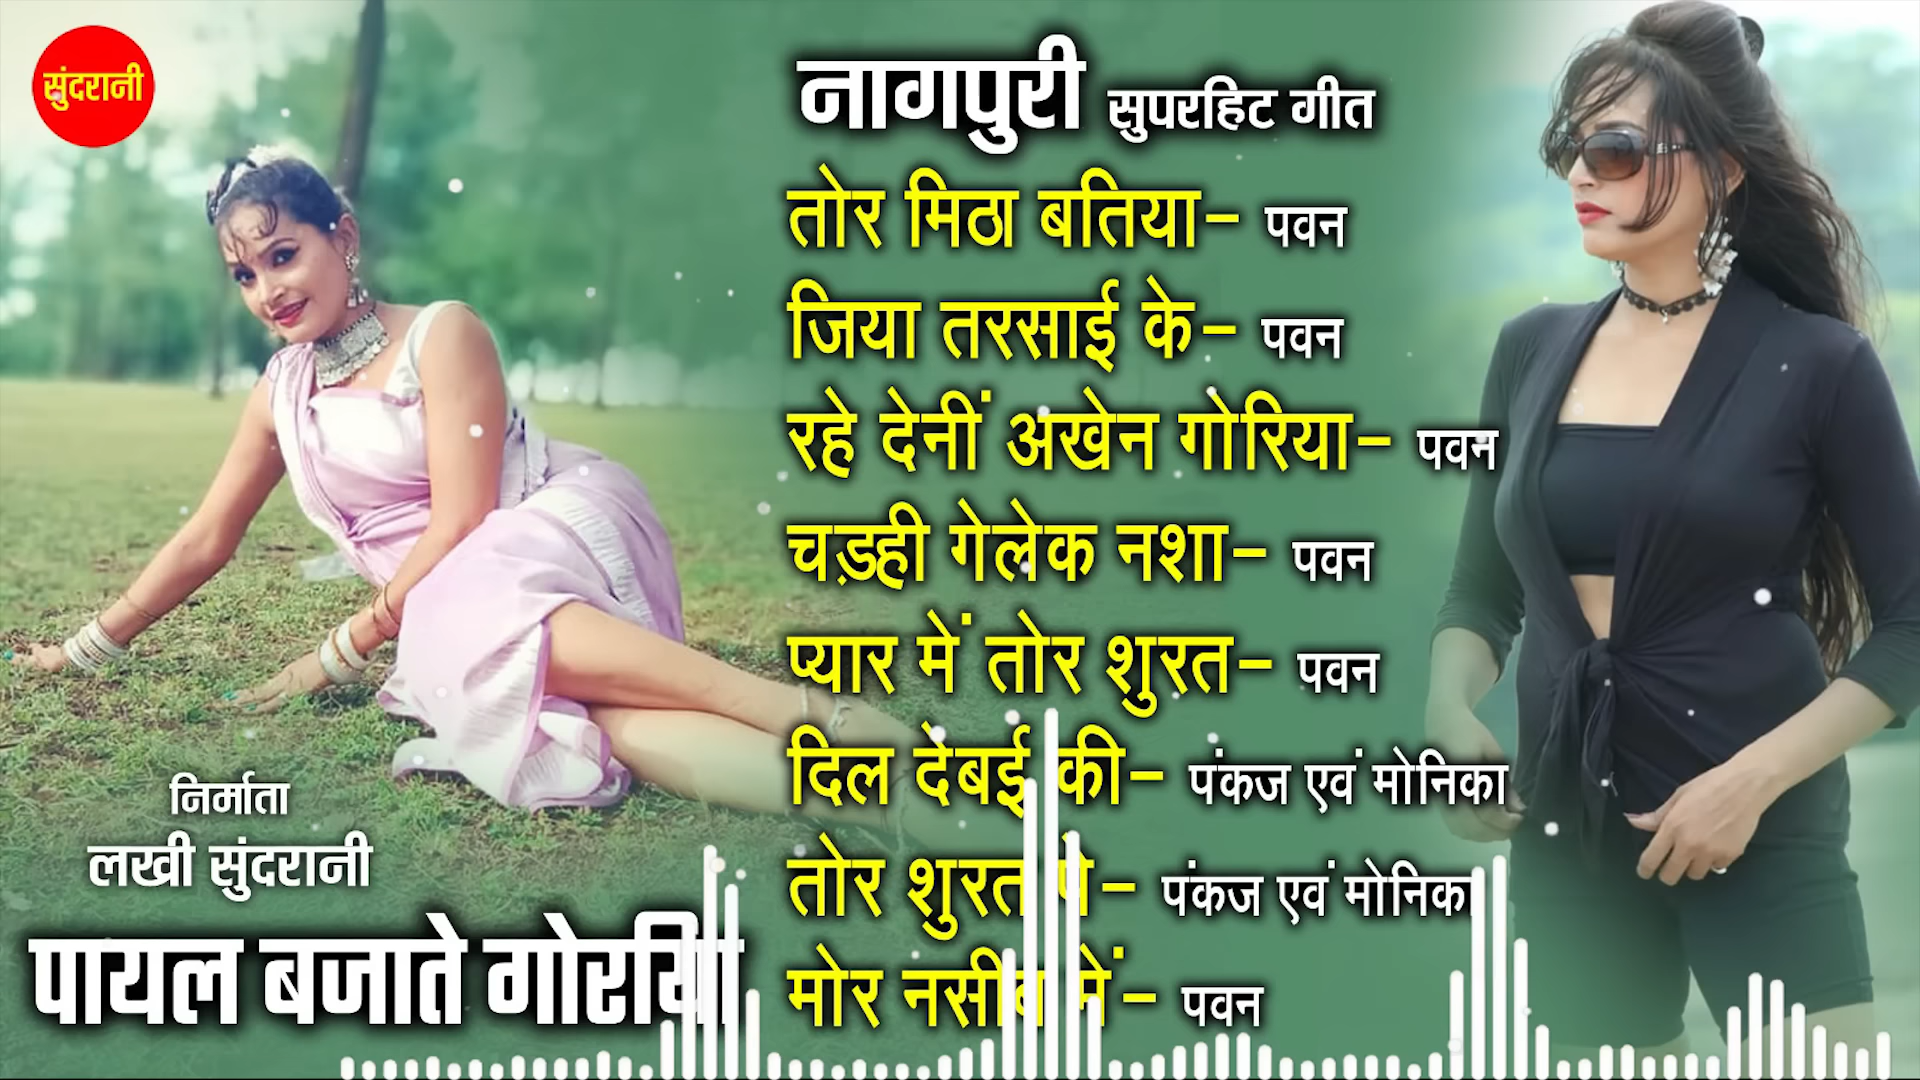 सुंदरानी
नागपुरी सुपरहिट गीत
तोर मिठा बतिया- पवन
जिया तरसाई के- पवन
रहे देनीं अखेन गोरिया- पवन
चड़ही गेलेक नशा- पवन
प्यार में तोर शुरत- पवन
दिल देबई की- पंकज एवं मोनिका
तोर शुरत पे- पंकज एवं मोनिका
मोर नसीब में- पवन
निर्माता
लखी सुंदरानी
पायल बजाते गोरिया